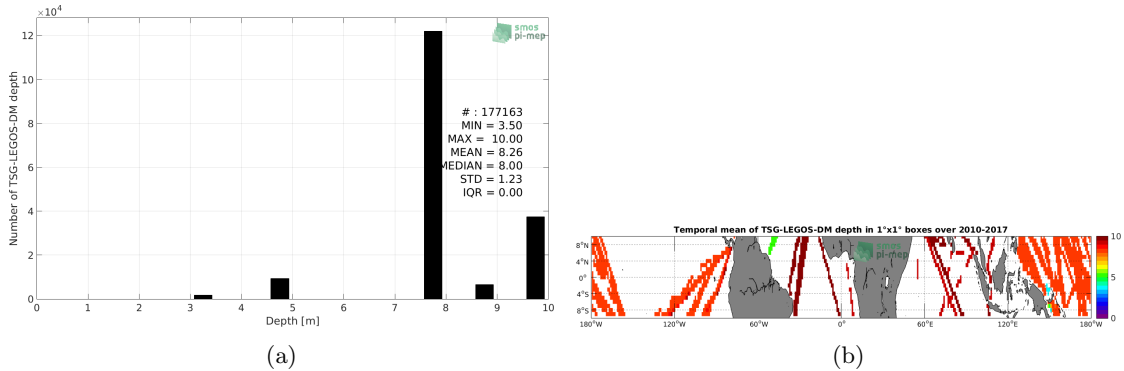 ×10⁴
smos
pi-mep
12
10
8
6
4
2
0
Number of TSG-LEGOS-DM depth
# : 177163
MIN = 3.50
MAX = 10.00
MEAN = 8.26
MEDIAN = 8.00
STD = 1.23
IQR = 0.00
0 1 2 3 4 5 6 7 8 9 10
Depth [m]
(a)
Temporal mean of TSG-LEGOS-DM depth in 1°x1° boxes over 2010-2017
smos
pi-mep
8°N
4°N
0°
4°S
8°S
180°W 120°W 60°W 0° 60°E 120°E 180°W
10
5
0
(b)